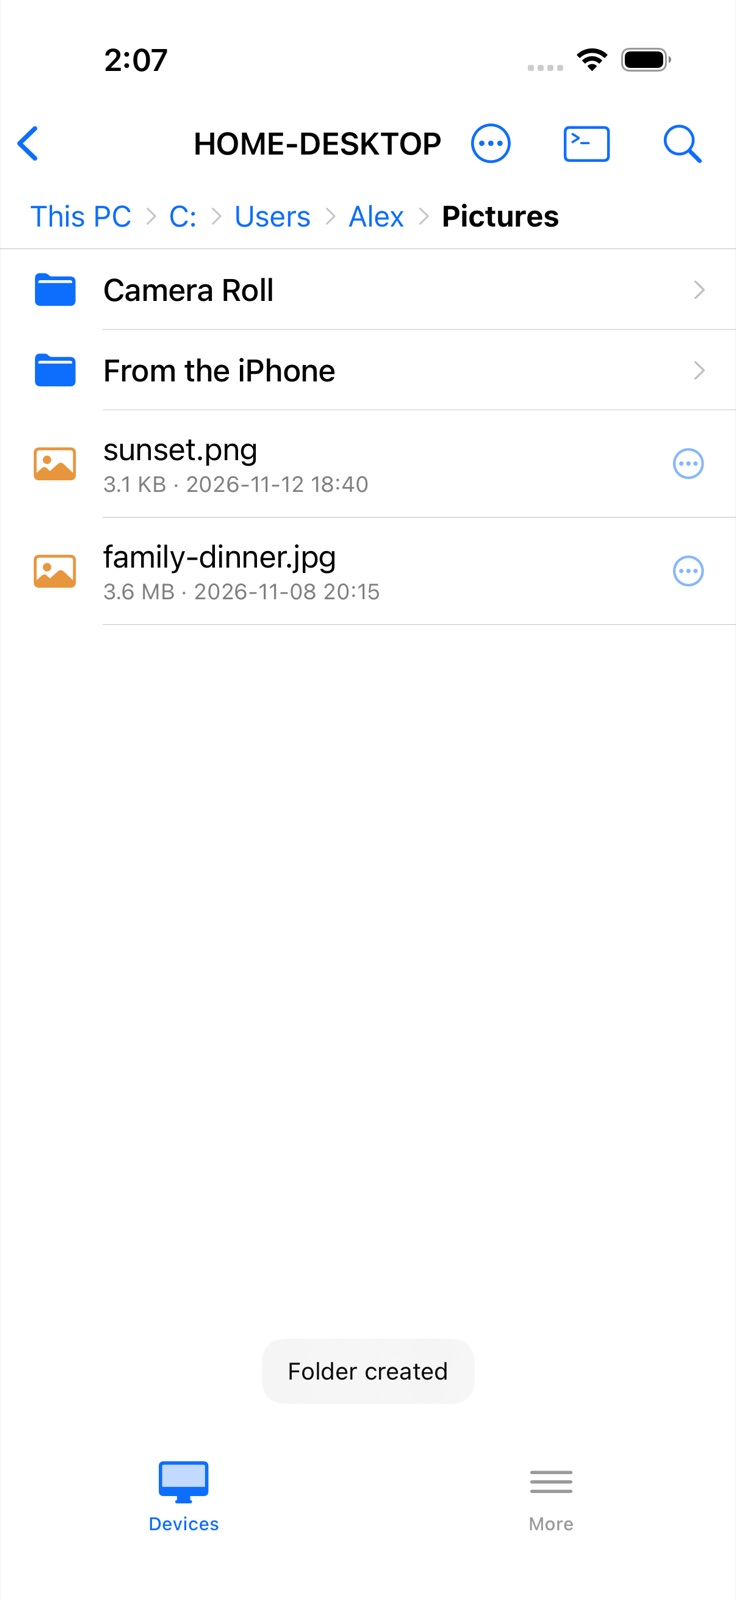 2:07
HOME-DESKTOP
This PC > C: > Users > Alex > Pictures
Camera Roll
From the iPhone
sunset.png
3.1 KB · 2026-11-12 18:40
family-dinner.jpg
3.6 MB · 2026-11-08 20:15
Folder created
Devices
More